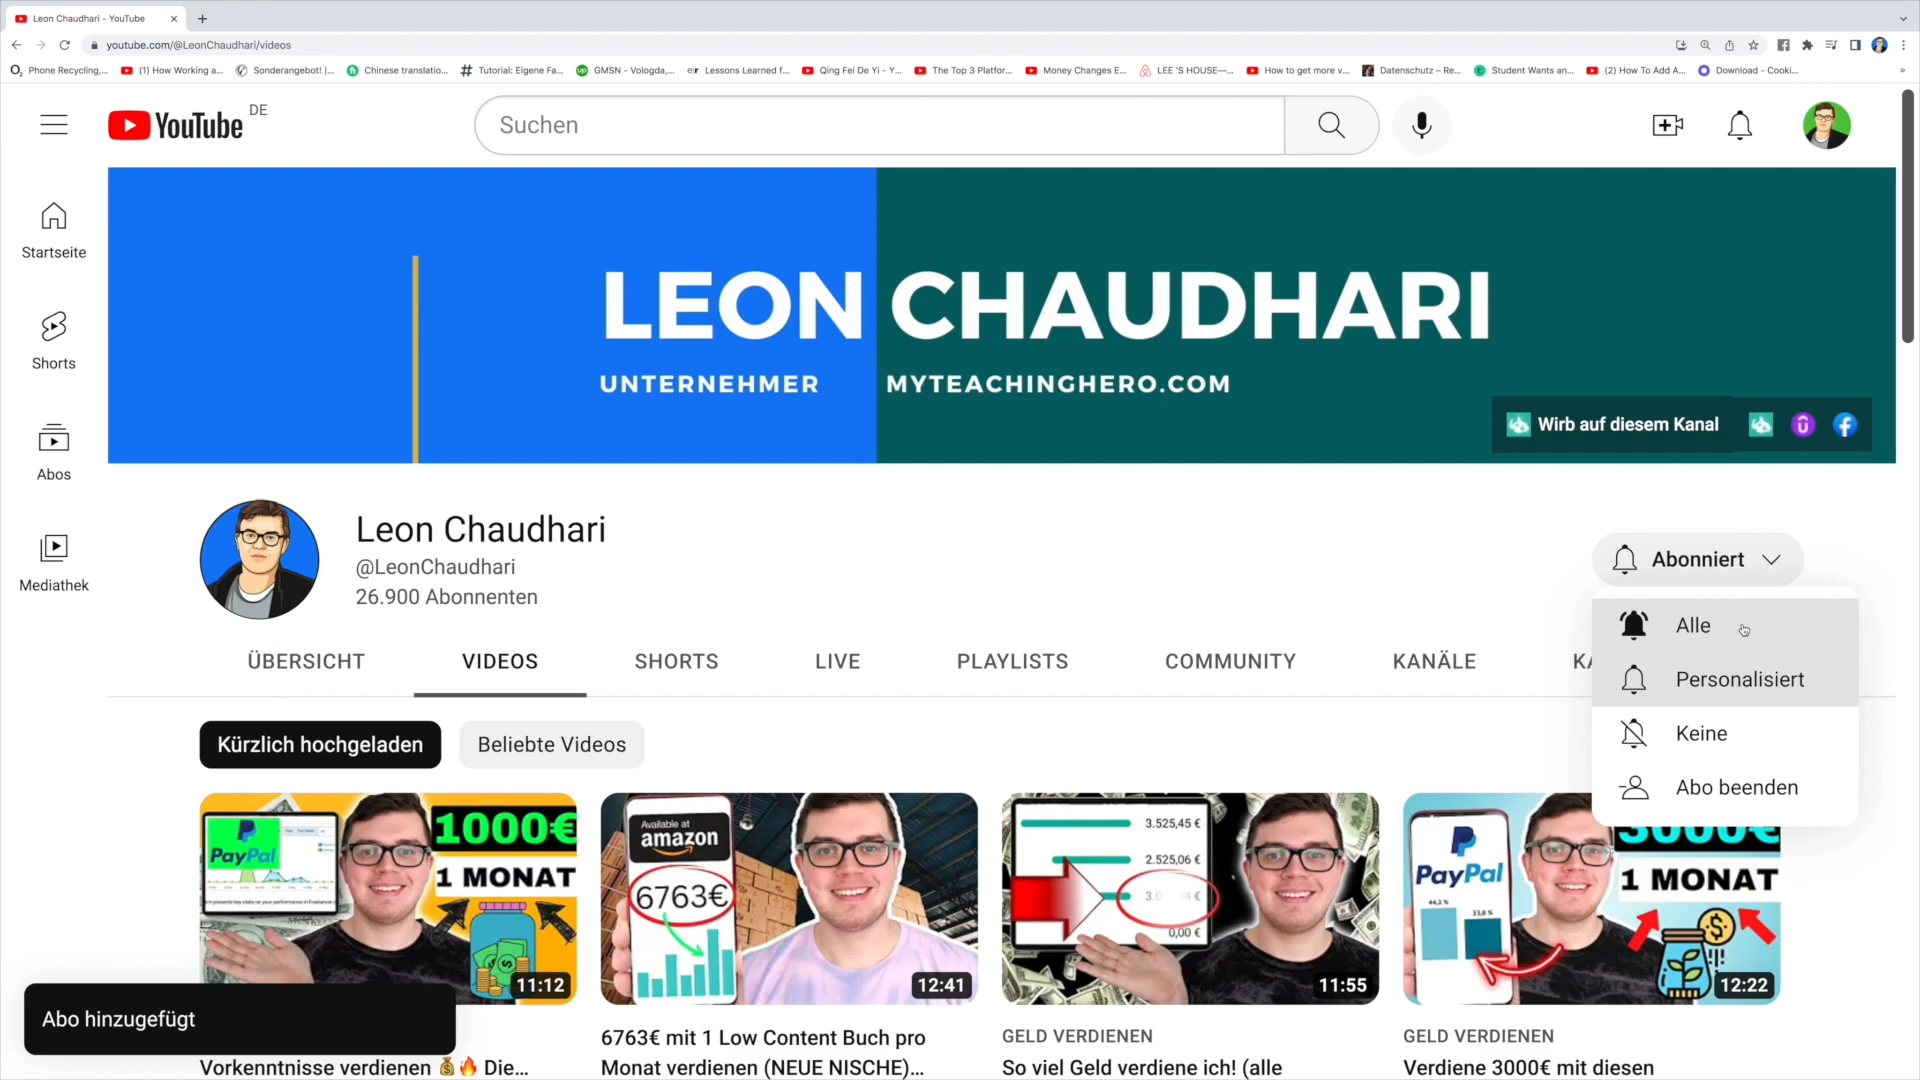 Leon Chaudhari - YouTube
youtube.com/@LeonChaudhari/videos
Phone Recycling,...
(1) How Working a...
Sonderangebot! |...
Chinese translatio...
Tutorial: Eigene Fa...
GMSN - Vologda,...
Lessons Learned f...
Qing Fei De Yi - Y...
The Top 3 Platfor...
Money Changes E...
LEE 'S HOUSE—...
How to get more v...
Datenschutz – Re...
Student Wants an...
(2) How To Add A...
Download - Cooki...
YouTube DE
Suchen
Startseite
Shorts
Abos
Mediathek
LEON CHAUDHARI
UNTERNEHMER MYTEACHINGHERO.COM
Wirb auf diesem Kanal
Leon Chaudhari
@LeonChaudhari
26.900 Abonnenten
Abonniert
Alle
Personalisiert
Keine
Abo beenden
ÜBERSICHT
VIDEOS
SHORTS
LIVE
PLAYLISTS
COMMUNITY
KANÄLE
KA
Kürzlich hochgeladen
Beliebte Videos
PayPal
1000€
1 MONAT
11:12
Available at
amazon
6763€
12:41
3.525,45 €
2.525,06 €
0,00 €
11:55
PayPal
44,5 %
33,8 %
3000€
1 MONAT
12:22
Abo hinzugefügt
Vorkenntnisse verdienen 💰🔥 Die...
6763€ mit 1 Low Content Buch pro
Monat verdienen (NEUE NISCHE)...
GELD VERDIENEN
So viel Geld verdiene ich! (alle
GELD VERDIENEN
Verdiene 3000€ mit diesen